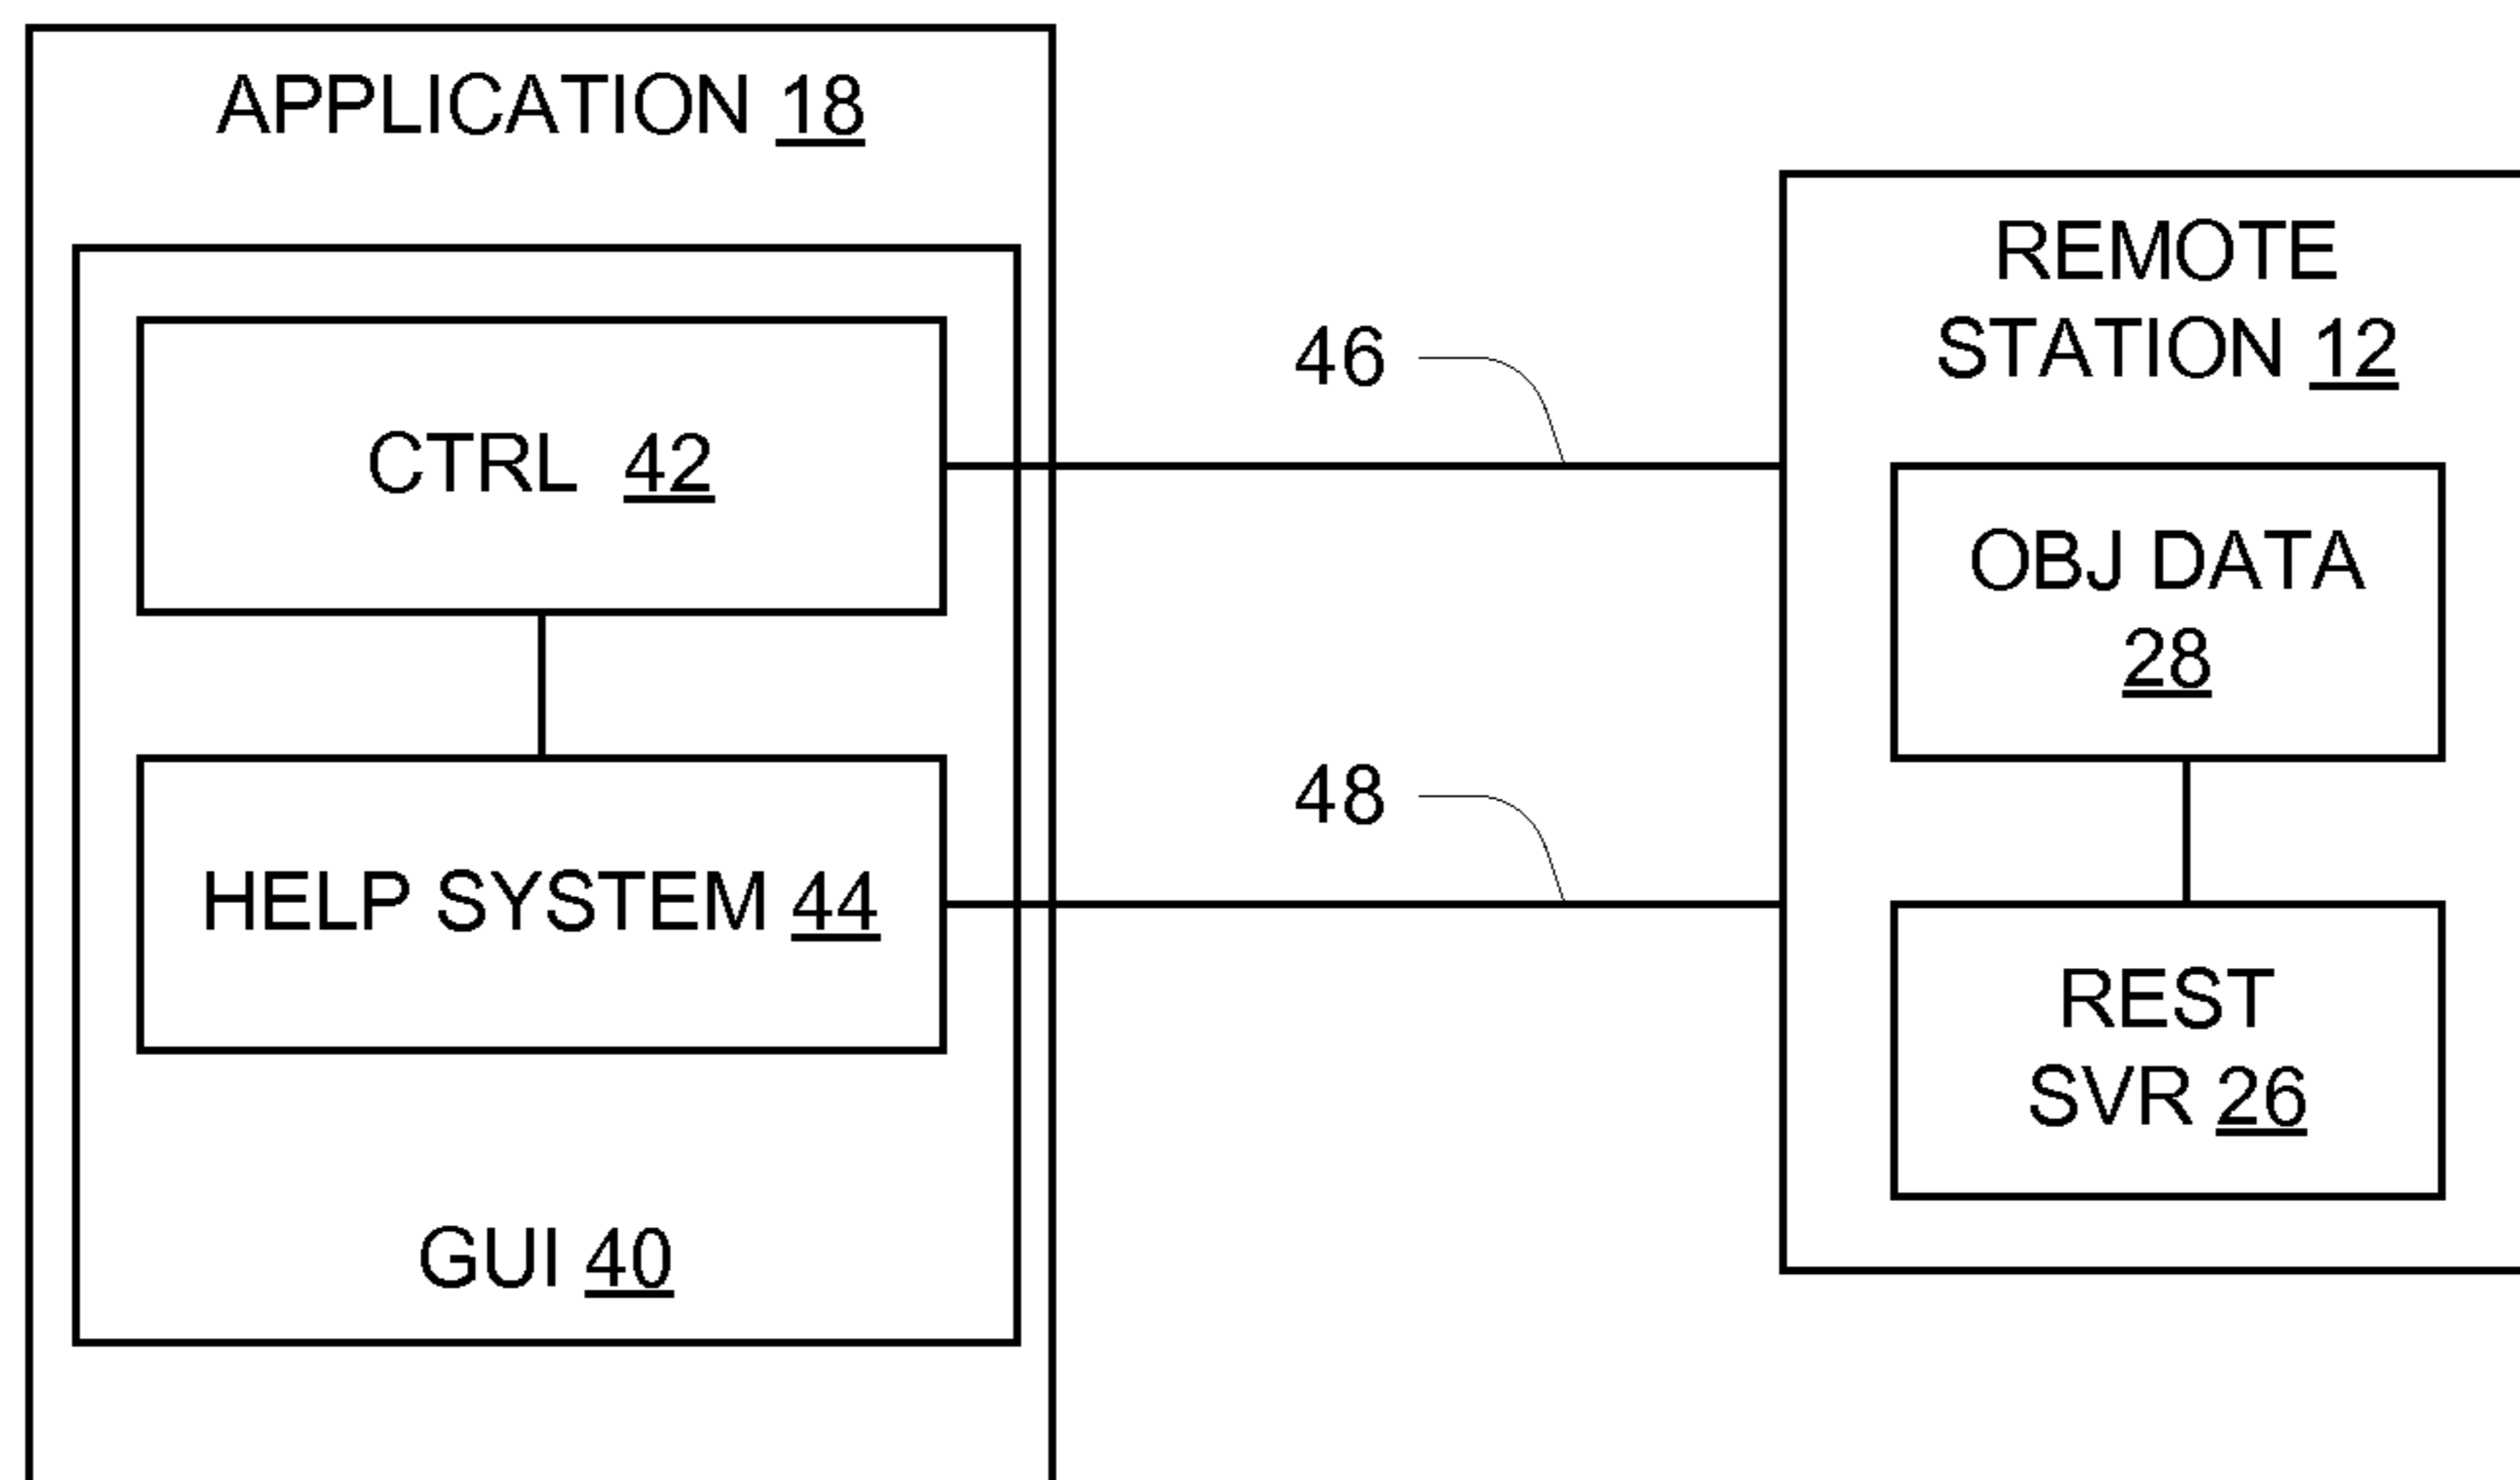 APPLICATION 18
CTRL 42
HELP SYSTEM 44
GUI 40
46
48
REMOTE
STATION 12
OBJ DATA
28
REST
SVR 26